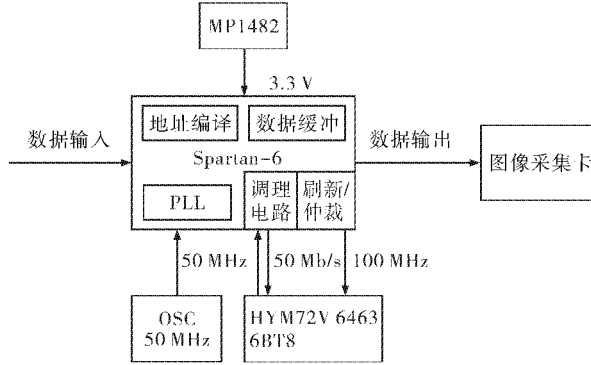 MP1482
3.3 V
地址编译
数据缓冲
数据输入
Spartan-6
数据输出
图像采集卡
PLL
调理
电路
刷新/
仲裁
50 MHz
50 Mb/s
100 MHz
OSC
50 MHz
HYM72V 6463
6BT8